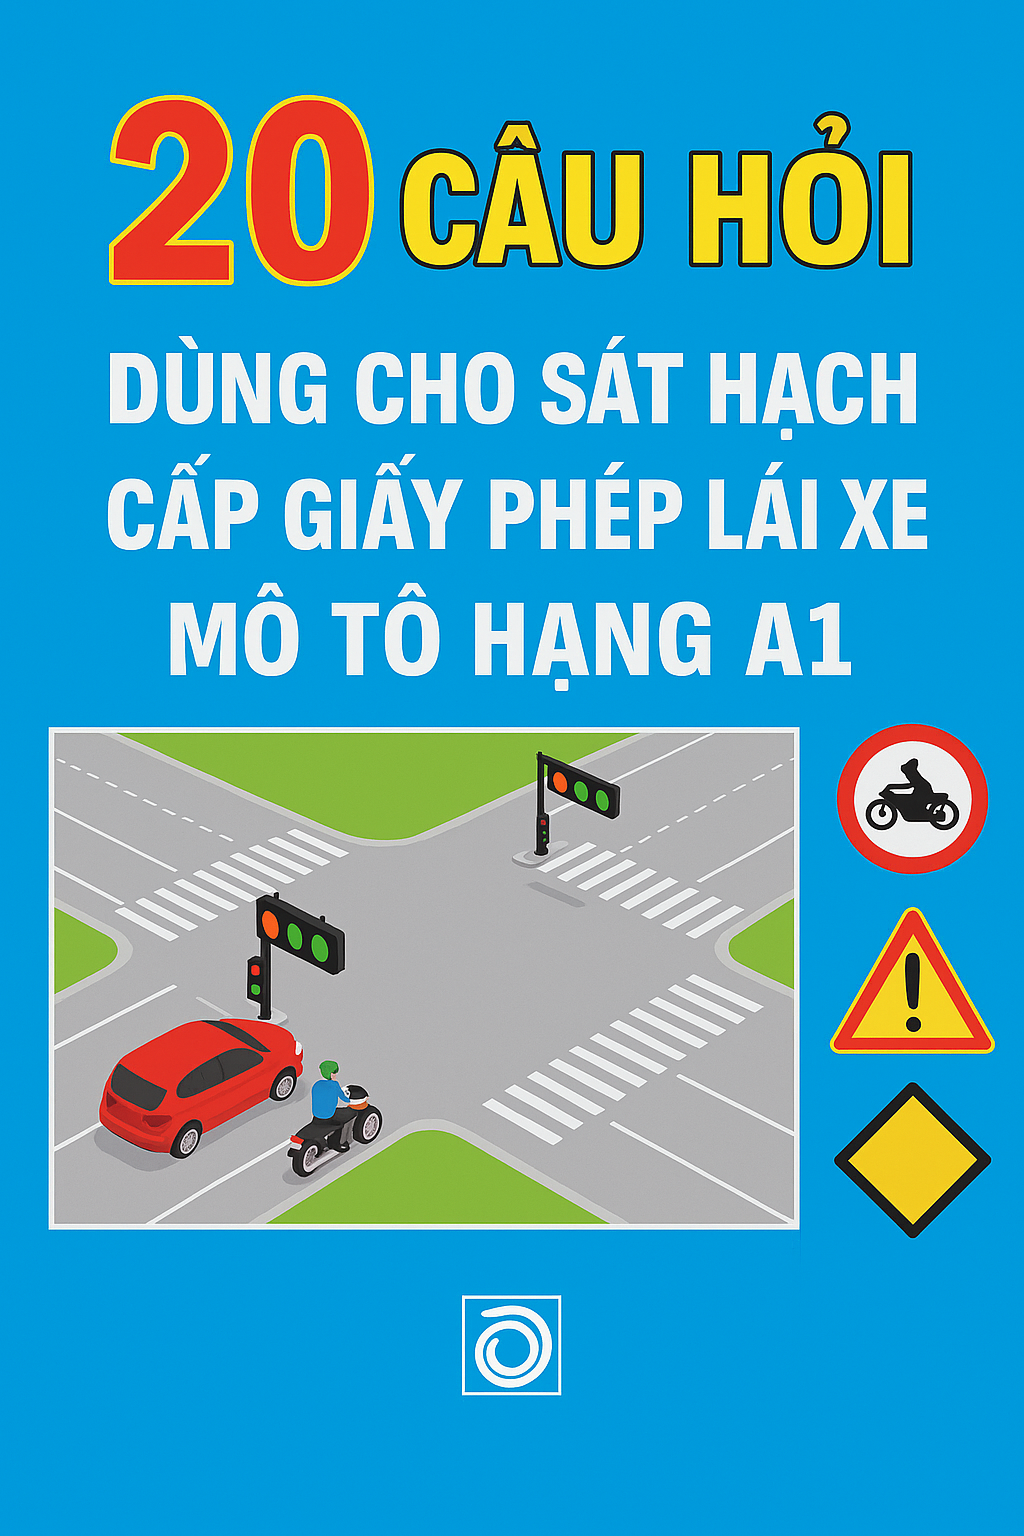 20 CÂU HỎI
DÙNG CHO SÁT HẠCH
CẤP GIẤY PHÉP LÁI XE
MÔ TÔ HẠNG A1